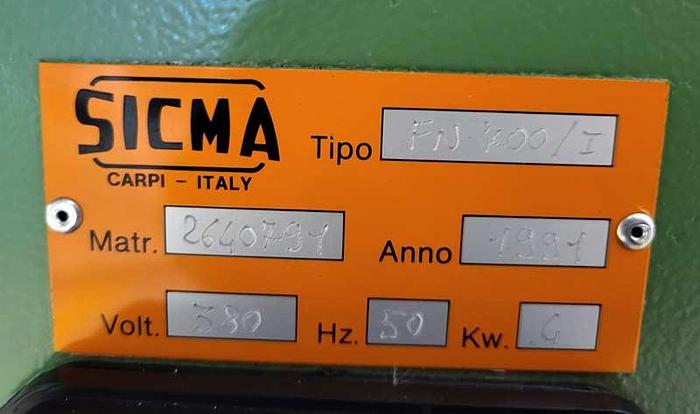 SICMA
CARPI – ITALY
Tipo FN 400/I
Matr. 2640791 Anno 1991
Volt. 380 Hz. 50 Kw. 4